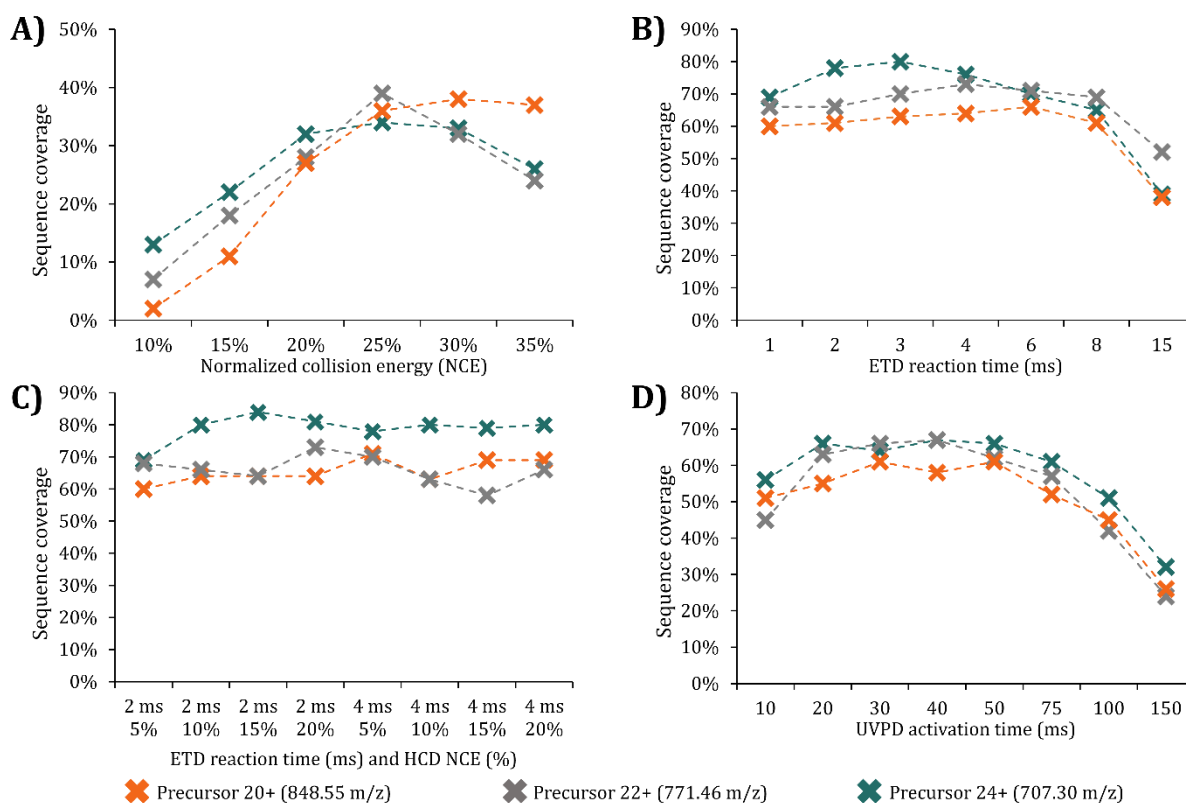 A)
50%
40%
30%
20%
10%
0%
Sequence coverage
10% 15% 20% 25% 30% 35%
Normalized collision energy (NCE)
B)
90%
80%
70%
60%
50%
40%
30%
20%
10%
0%
Sequence coverage
1 2 3 4 6 8 15
ETD reaction time (ms)
C)
90%
80%
70%
60%
50%
40%
30%
20%
10%
0%
Sequence coverage
2 ms 2 ms 2 ms 2 ms 4 ms 4 ms 4 ms 4 ms
5% 10% 15% 20% 5% 10% 15% 20%
ETD reaction time (ms) and HCD NCE (%)
D)
80%
70%
60%
50%
40%
30%
20%
10%
0%
Sequence coverage
10 20 30 40 50 75 100 150
UVPD activation time (ms)
Precursor 20+ (848.55 m/z) Precursor 22+ (771.46 m/z) Precursor 24+ (707.30 m/z)